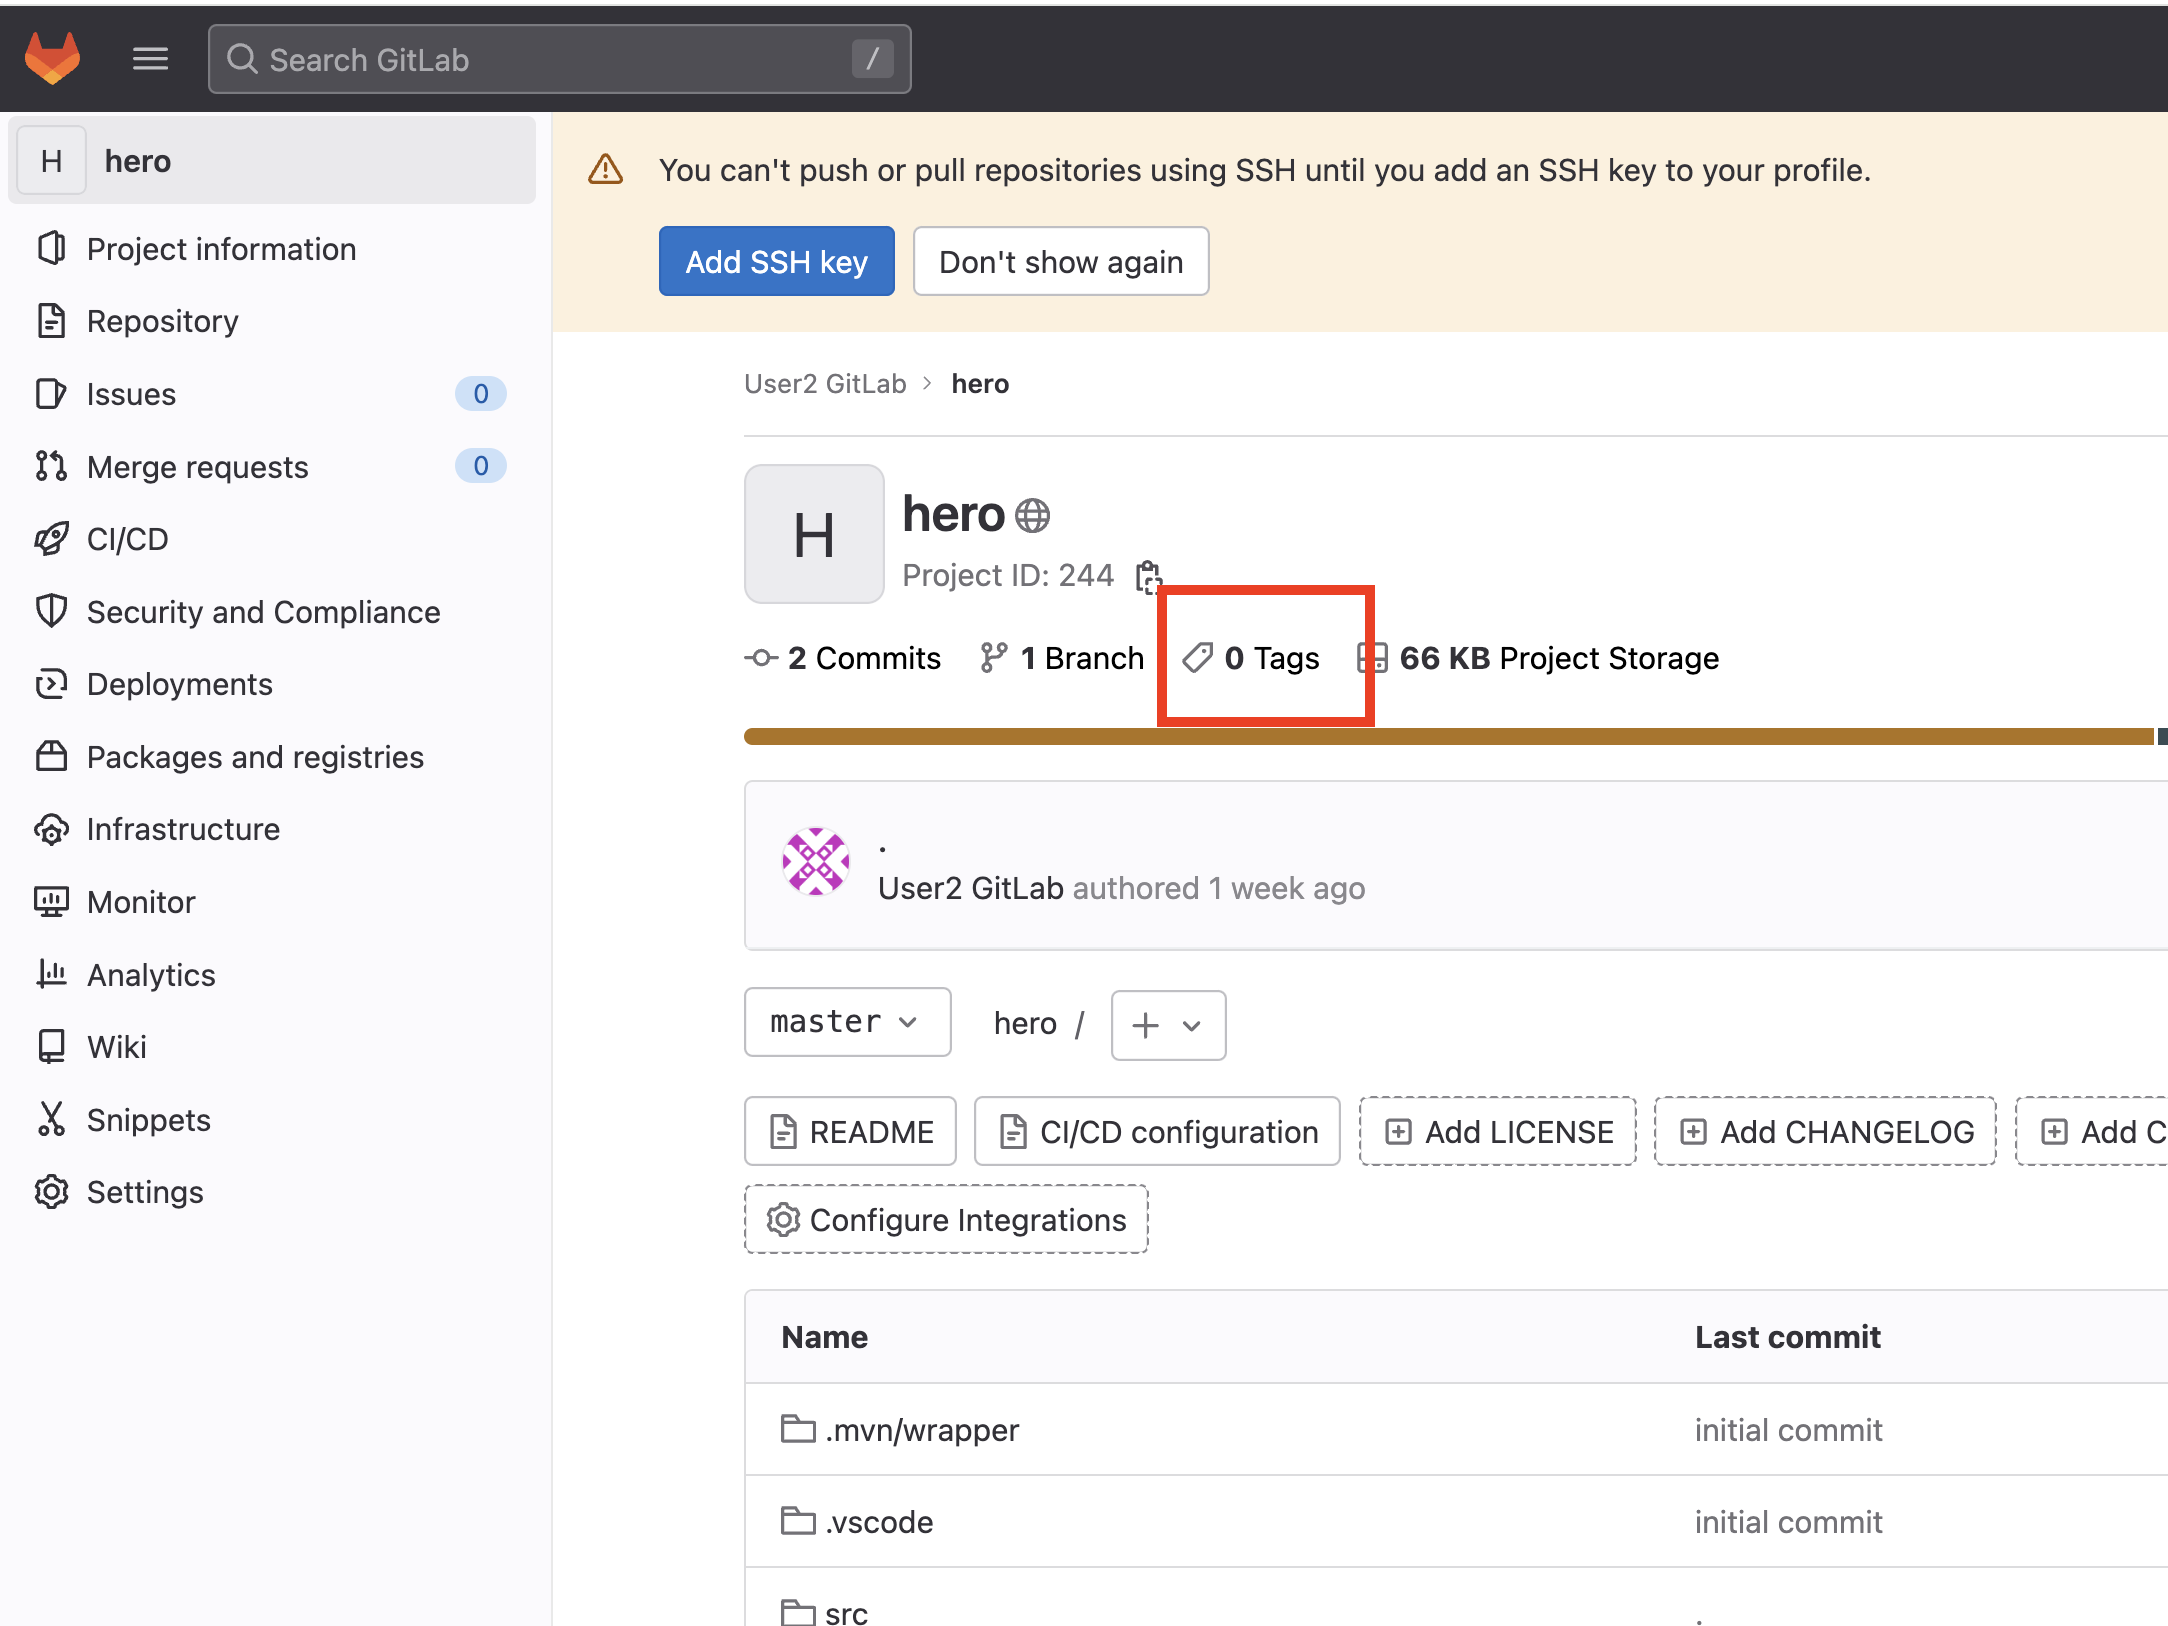 Search GitLab /
H hero
Project information
Repository
Issues 0
Merge requests 0
CI/CD
Security and Compliance
Deployments
Packages and registries
Infrastructure
Monitor
Analytics
Wiki
Snippets
Settings
You can't push or pull repositories using SSH until you add an SSH key to your profile.
Add SSH key Don't show again
User2 GitLab > hero
H
hero
Project ID: 244
2 Commits 1 Branch 0 Tags 66 KB Project Storage
.
User2 GitLab authored 1 week ago
master hero / +
README CI/CD configuration Add LICENSE Add CHANGELOG Add C
Configure Integrations
Name Last commit
.mvn/wrapper initial commit
.vscode initial commit
src .